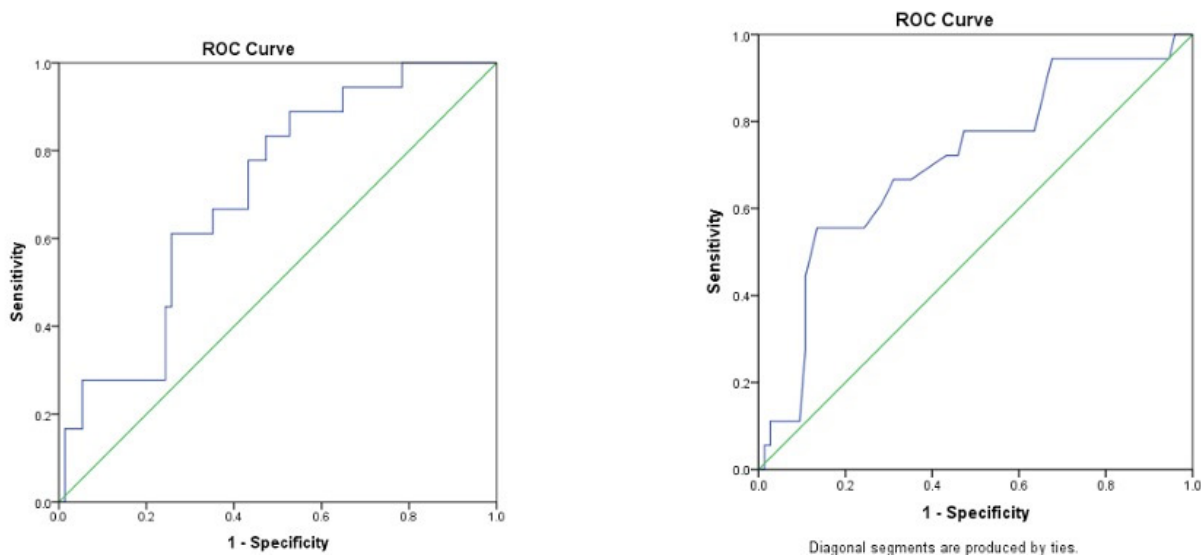 ROC Curve
1.0
0.8
0.6
0.4
0.2
0.0
Sensitivity
0.0 0.2 0.4 0.6 0.8 1.0
1 - Specificity
ROC Curve
1.0
0.8
0.6
0.4
0.2
0.0
Sensitivity
0.0 0.2 0.4 0.6 0.8 1.0
1 - Specificity
Diagonal segments are produced by ties.